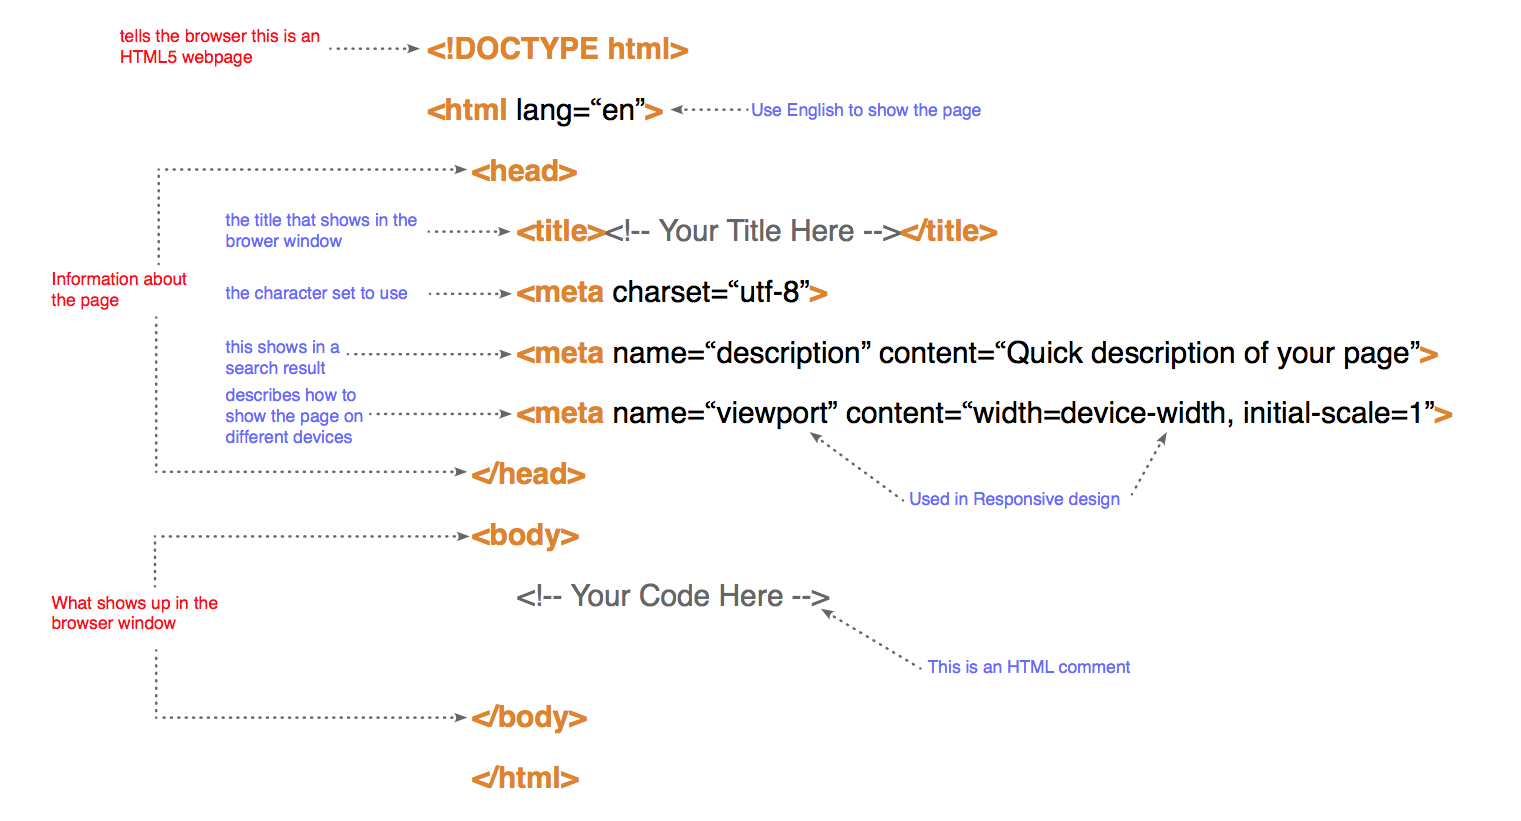 tells the browser this is an
HTML5 webpage
<!DOCTYPE html>
<html lang=“en”>
Use English to show the page
<head>
the title that shows in the
brower window
<title><!-- Your Title Here --></title>
Information about
the page
the character set to use
<meta charset=“utf-8”>
this shows in a
search result
<meta name=“description” content=“Quick description of your page”>
describes how to
show the page on
different devices
<meta name=“viewport” content=“width=device-width, initial-scale=1”>
</head>
Used in Responsive design
<body>
<!-- Your Code Here -->
What shows up in the
browser window
This is an HTML comment
</body>
</html>